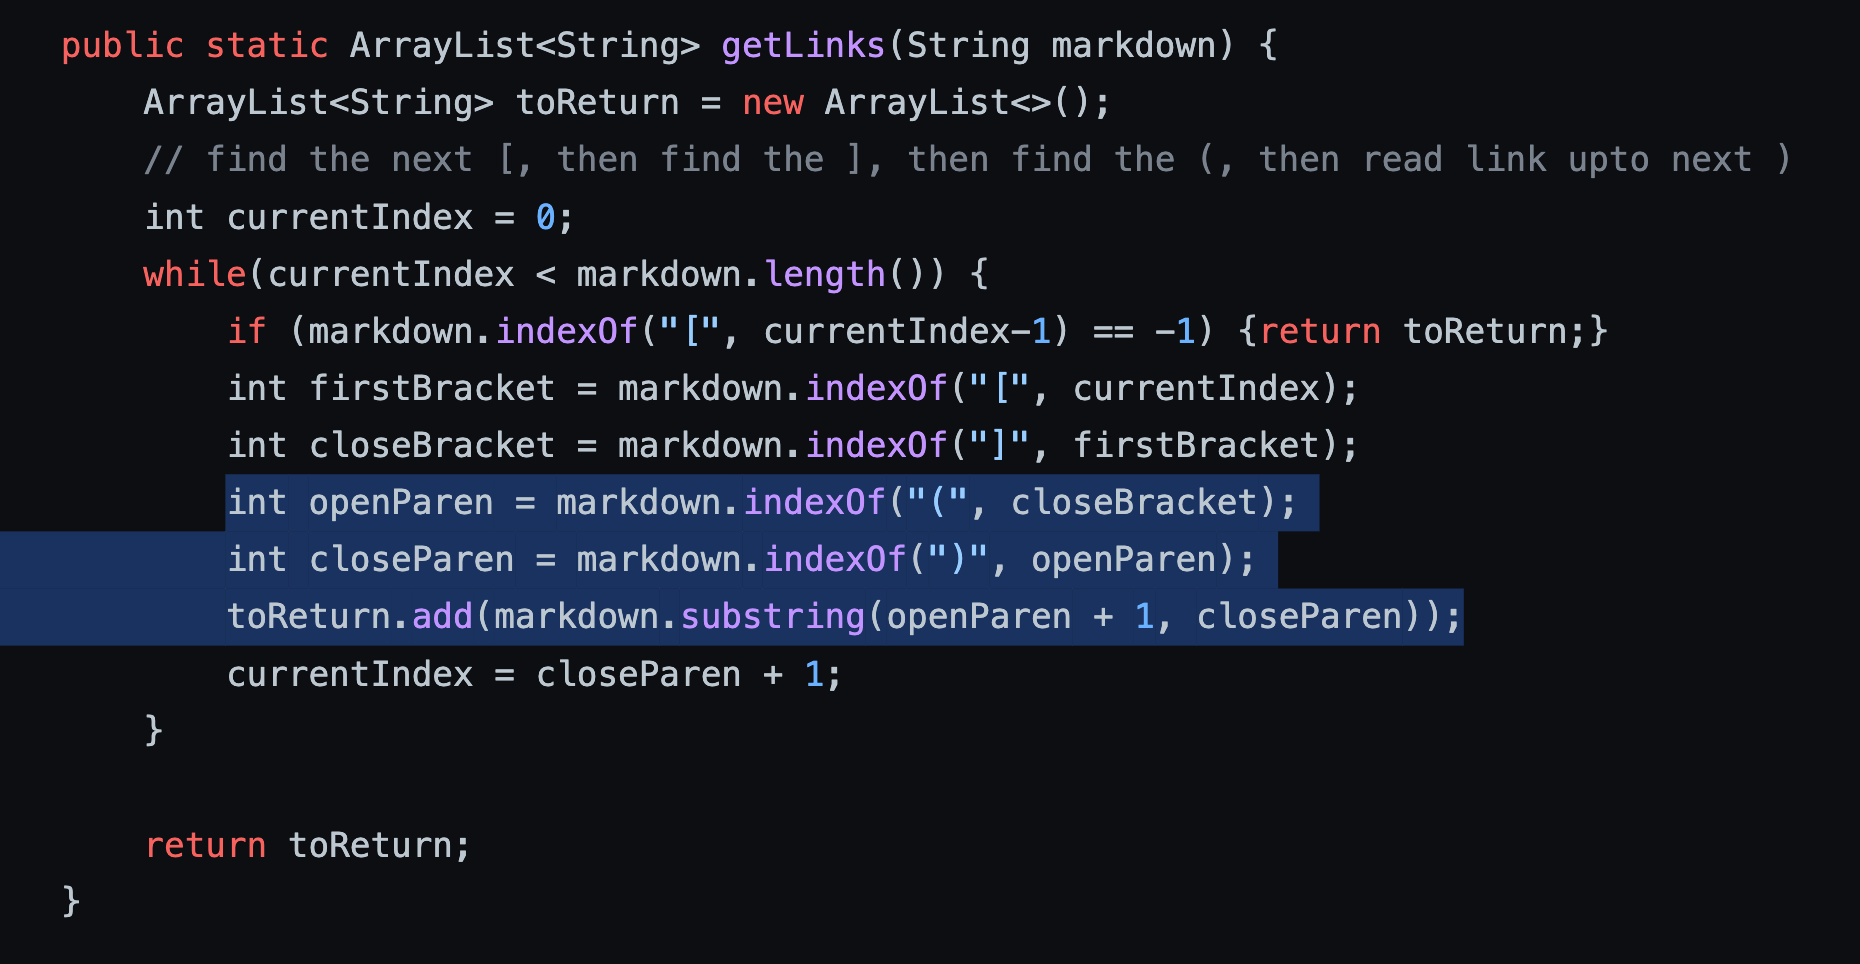 public static ArrayList<String> getLinks(String markdown) {
    ArrayList<String> toReturn = new ArrayList<>();
    // find the next [, then find the ], then find the (, then read link upto next )
    int currentIndex = 0;
    while(currentIndex < markdown.length()) {
        if (markdown.indexOf("[", currentIndex-1) == -1) {return toReturn;}
        int firstBracket = markdown.indexOf("[", currentIndex);
        int closeBracket = markdown.indexOf("]", firstBracket);
        int openParen = markdown.indexOf("(", closeBracket);
        int closeParen = markdown.indexOf(")", openParen);
        toReturn.add(markdown.substring(openParen + 1, closeParen));
        currentIndex = closeParen + 1;
    }
    return toReturn;
}